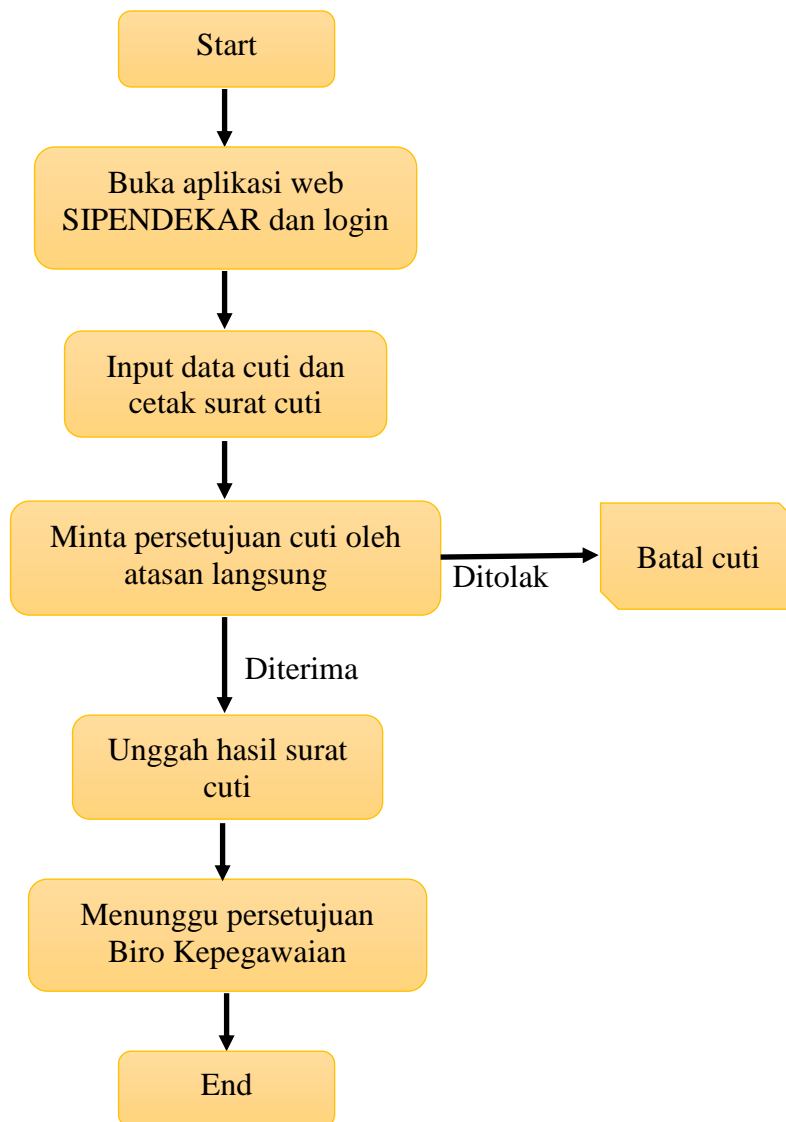 Start
Buka aplikasi web
SIPENDEKAR dan login
Input data cuti dan
cetak surat cuti
Minta persetujuan cuti oleh
atasan langsung
Ditolak
Batal cuti
Diterima
Unggah hasil surat
cuti
Menunggu persetujuan
Biro Kepegawaian
End